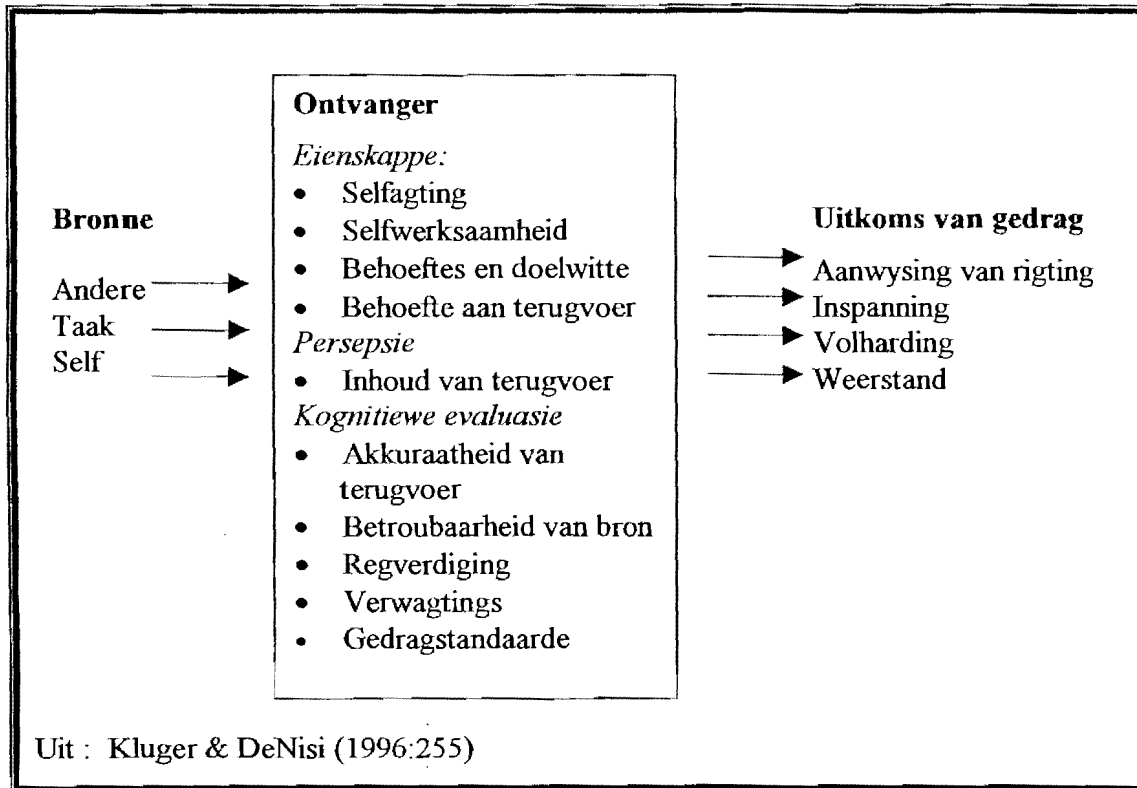 Bronne
Andere
Taak
Self
Ontvanger
Eienskappe:
• Selfagting
• Selfwerksaamheid
• Behoeftes en doelwitte
• Behoefte aan terugvoer
Persepsie
• Inhoud van terugvoer
Kognitiewe evaluasie
• Akkuraatheid van
terugvoer
• Betroubaarheid van bron
• Regverdiging
• Verwagtings
• Gedragstandaarde
Uitkoms van gedrag
Aanwysing van rigting
Inspanning
Volharding
Weerstand
Uit : Kluger & DeNisi (1996:255)